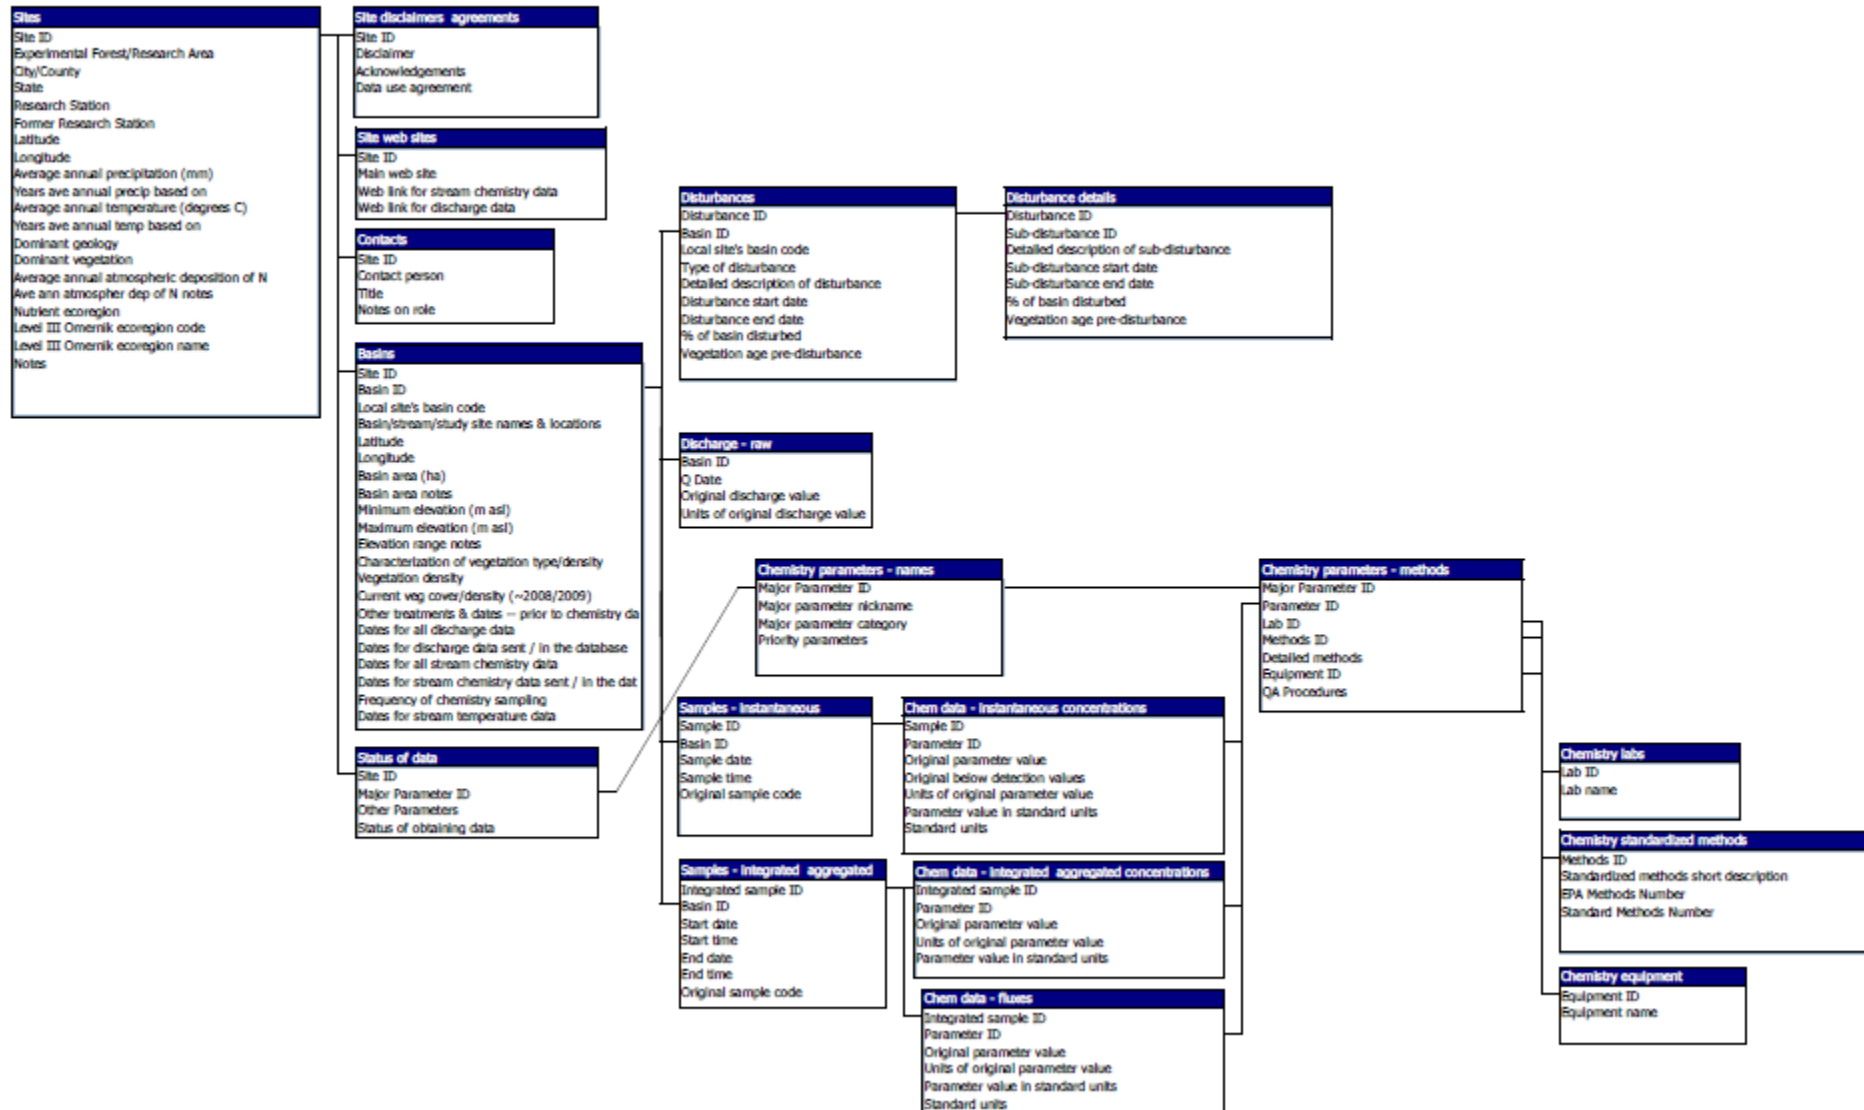 Sites
Site ID
Experimental Forest/Research Area
City/County
State
Research Station
Former Research Station
Latitude
Longitude
Average annual precipitation (mm)
Years ave annual precip based on
Average annual temperature (degrees C)
Years ave annual temp based on
Dominant geology
Dominant vegetation
Average annual atmospheric deposition of N
Ave ann atmospher dep of N notes
Nutrient ecoregion
Level III Omernik ecoregion code
Level III Omernik ecoregion name
Notes
Site disclaimers agreements
Site ID
Disclaimer
Acknowledgements
Data use agreement
Site web sites
Site ID
Main web site
Web link for stream chemistry data
Web link for discharge data
Contacts
Site ID
Contact person
Title
Notes on role
Basins
Site ID
Basin ID
Local site's basin code
Basin/stream/study site names & locations
Latitude
Longitude
Basin area (ha)
Basin area notes
Minimum elevation (m asl)
Maximum elevation (m asl)
Elevation range notes
Characterization of vegetation type/density
Vegetation density
Current veg cover/density (~2008/2009)
Other treatments & dates -- prior to chemistry da
Dates for all discharge data
Dates for discharge data sent / in the database
Dates for all stream chemistry data
Dates for stream chemistry data sent / in the dat
Frequency of chemistry sampling
Dates for stream temperature data
Status of data
Site ID
Major Parameter ID
Other Parameters
Status of obtaining data
Disturbances
Disturbance ID
Basin ID
Local site's basin code
Type of disturbance
Detailed description of disturbance
Disturbance start date
Disturbance end date
% of basin disturbed
Vegetation age pre-disturbance
Disturbance details
Disturbance ID
Sub-disturbance ID
Detailed description of sub-disturbance
Sub-disturbance start date
Sub-disturbance end date
% of basin disturbed
Vegetation age pre-disturbance
Discharge - raw
Basin ID
Q Date
Original discharge value
Units of original discharge value
Chemistry parameters - names
Major Parameter ID
Major parameter nickname
Major parameter category
Priority parameters
Chemistry parameters - methods
Major Parameter ID
Parameter ID
Lab ID
Methods ID
Detailed methods
Equipment ID
QA Procedures
Samples - instantaneous
Sample ID
Basin ID
Sample date
Sample time
Original sample code
Chem data - instantaneous concentrations
Sample ID
Parameter ID
Original parameter value
Original below detection values
Units of original parameter value
Parameter value in standard units
Standard units
Samples - integrated aggregated
Integrated sample ID
Basin ID
Start date
Start time
End date
End time
Original sample code
Chem data - integrated aggregated concentrations
Integrated sample ID
Parameter ID
Original parameter value
Units of original parameter value
Parameter value in standard units
Chem data - fluxes
Integrated sample ID
Parameter ID
Original parameter value
Units of original parameter value
Parameter value in standard units
Standard units
Chemistry labs
Lab ID
Lab name
Chemistry standardized methods
Methods ID
Standardized methods short description
EPA Methods Number
Standard Methods Number
Chemistry equipment
Equipment ID
Equipment name